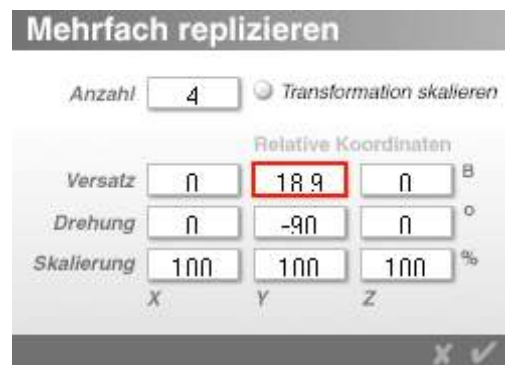 Mehrfach replizieren
Anzahl 4 Transformation skalieren
Relative Koordinaten
Versatz 0 18.9 0 B
Drehung 0 -90 0 °
Skalierung 100 100 100 %
X Y Z